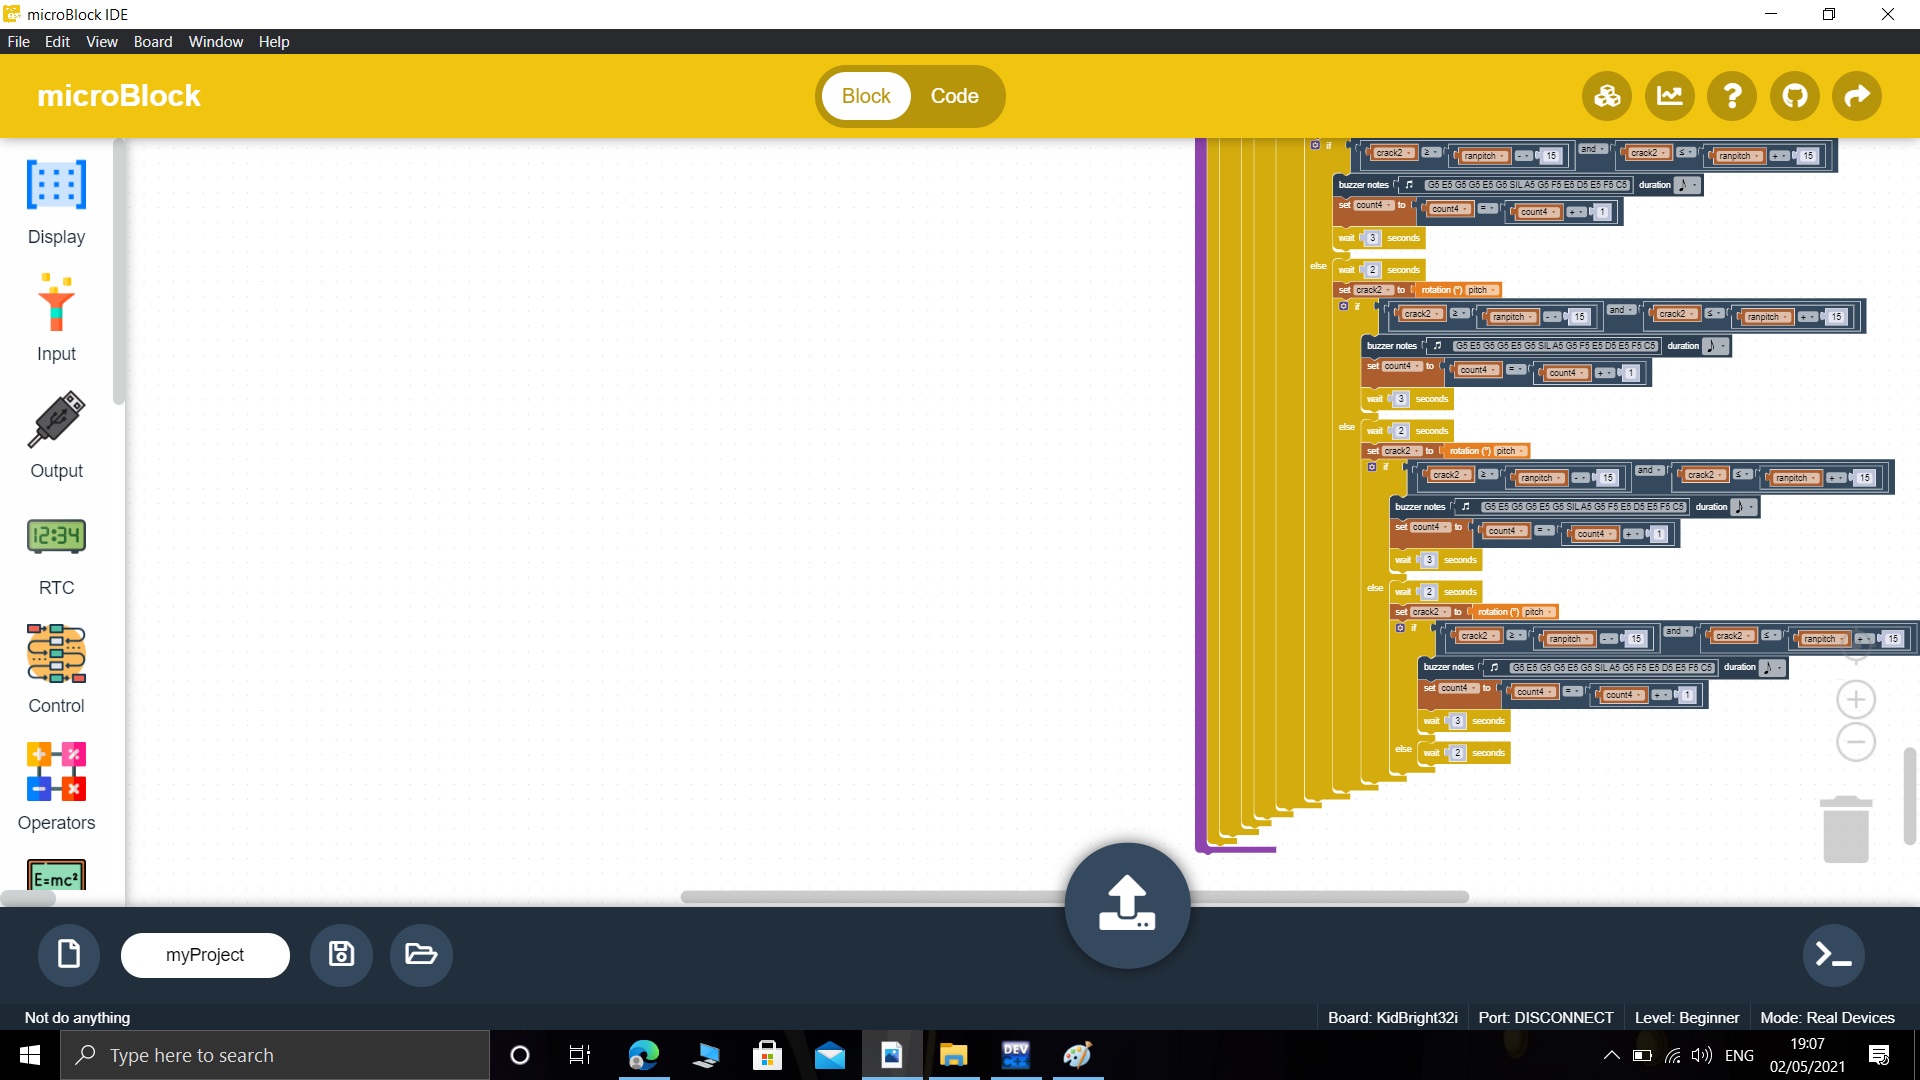 microBlock IDE
File Edit View Board Window Help
microBlock
Block Code
?
Display
Input
Output
12:34
RTC
Control
Operators
E=mc²
if crack2 ≥ ranpitch - 15 and crack2 ≤ ranpitch + 15
buzzer notes G5 E5 G5 G5 E5 G5 SIL A5 G5 F5 E5 D5 E5 F5 C5 duration
set count4 to count4 = count4 + 1
wait 3 seconds
else wait 2 seconds
set crack2 to rotation (°) pitch
if crack2 ≥ ranpitch - 15 and crack2 ≤ ranpitch + 15
buzzer notes G5 E5 G5 G5 E5 G5 SIL A5 G5 F5 E5 D5 E5 F5 C5 duration
set count4 to count4 = count4 + 1
wait 3 seconds
else wait 2 seconds
set crack2 to rotation (°) pitch
if crack2 ≥ ranpitch - 15 and crack2 ≤ ranpitch + 15
buzzer notes G5 E5 G5 G5 E5 G5 SIL A5 G5 F5 E5 D5 E5 F5 C5 duration
set count4 to count4 = count4 + 1
wait 3 seconds
else wait 2 seconds
set crack2 to rotation (°) pitch
if crack2 ≥ ranpitch - 15 and crack2 ≤ ranpitch + 15
buzzer notes G5 E5 G5 G5 E5 G5 SIL A5 G5 F5 E5 D5 E5 F5 C5 duration
set count4 to count4 = count4 + 1
wait 3 seconds
else wait 2 seconds
myProject
Not do anything
Board: KidBright32i Port: DISCONNECT Level: Beginner Mode: Real Devices
Type here to search
DEV C++
ENG
19:07
02/05/2021